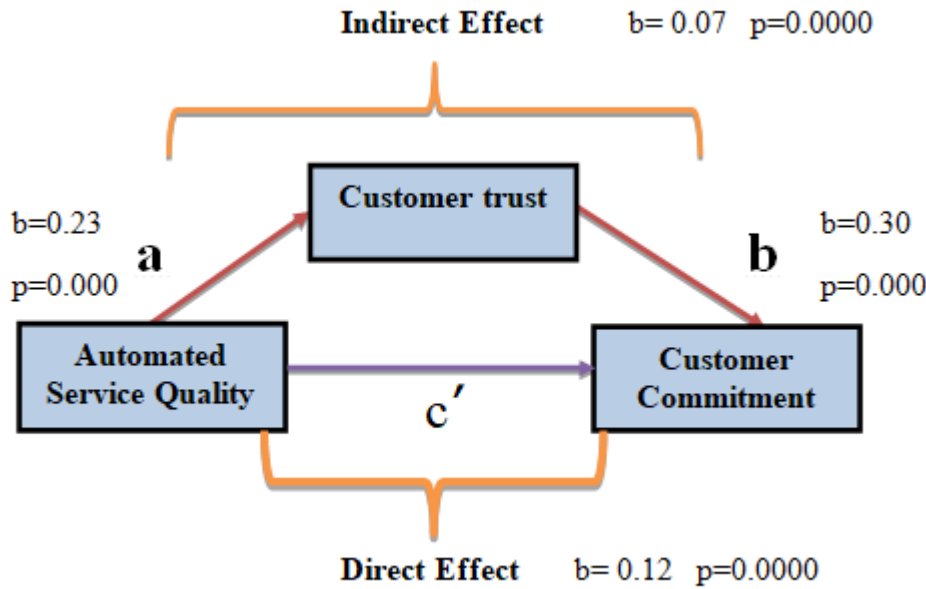 Indirect Effect b= 0.07 p=0.0000
Customer trust
b=0.23
a
p=0.000
b=0.30
b
p=0.000
Automated
Service Quality
Customer
Commitment
c′
Direct Effect b= 0.12 p=0.0000